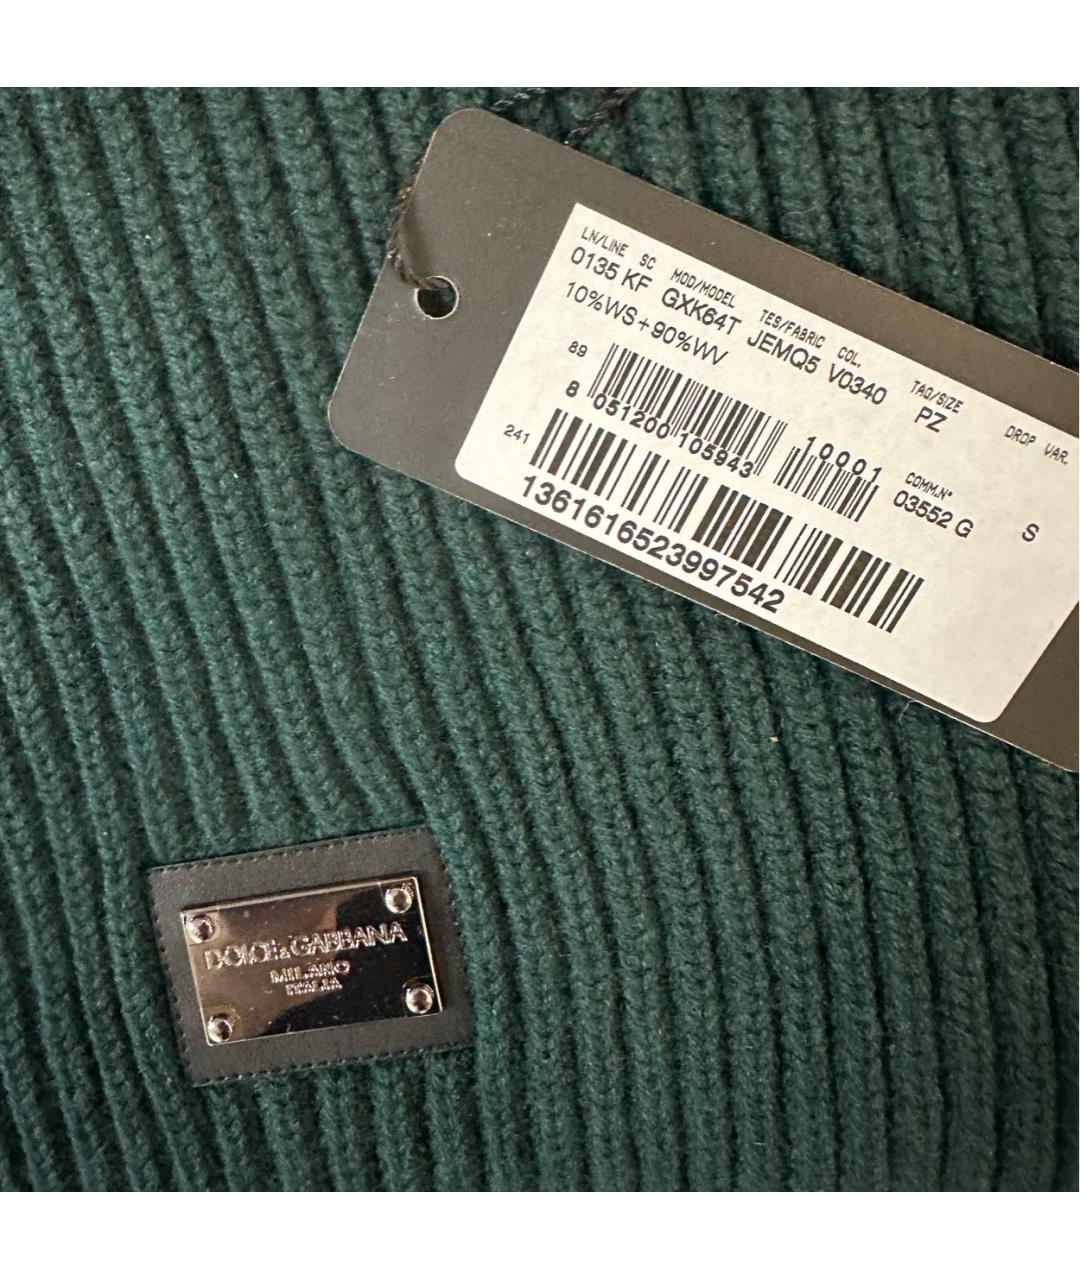 LN/LINE SC MOD/MODEL TES/FABRIC COL. TAG/SIZE DROP VAR.
0135 KF GXK64T JEMQ5 V0340 PZ
10%WS+90%WV
89
8 051200 105943 10001
COMM.N°
03552 G S
241
1361616523997542
DOLCE&GABBANA
MILANO
ITALIA